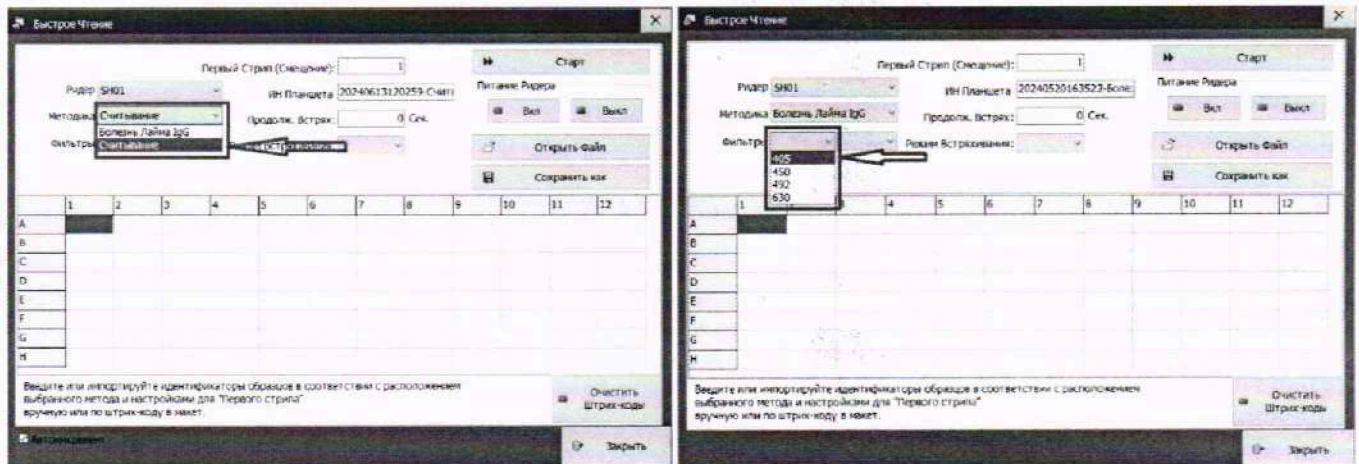 Быстрое Чтение
Первый Стрип (Смещение): 1
Старт
Ридер SH01
ИН Планшета 20240613120259-Счит
Питание Ридера
Методика Считывание
Продолж. Встрях: 0 Сек.
Вкл
Выкл
Болезнь Лайма IgG
Считывание
Фильтры
Открыть Файл
Сохранить как
1 2 3 4 5 6 7 8 9 10 11 12
A
B
C
D
E
F
G
H
Введите или импортируйте идентификаторы образцов в соответствии с расположением
выбранного метода и настройками для "Первого стрипа"
вручную или по штрих-коду в макет.
Очистить
Штрих-коды
Автоинкремент
Закрыть
Быстрое Чтение
Первый Стрип (Смещение): 1
Старт
Ридер SH01
ИН Планшета 20240520163522-Боле
Питание Ридера
Методика Болезнь Лайма IgG
Продолж. Встрях: 0 Сек.
Вкл
Выкл
Фильтры
Режим Встряхивания:
Открыть Файл
405
450
492
630
Сохранить как
1 2 3 4 5 6 7 8 9 10 11 12
A
B
C
D
E
F
G
H
Введите или импортируйте идентификаторы образцов в соответствии с расположением
выбранного метода и настройками для "Первого стрипа"
вручную или по штрих-коду в макет.
Очистить
Штрих-коды
Закрыть